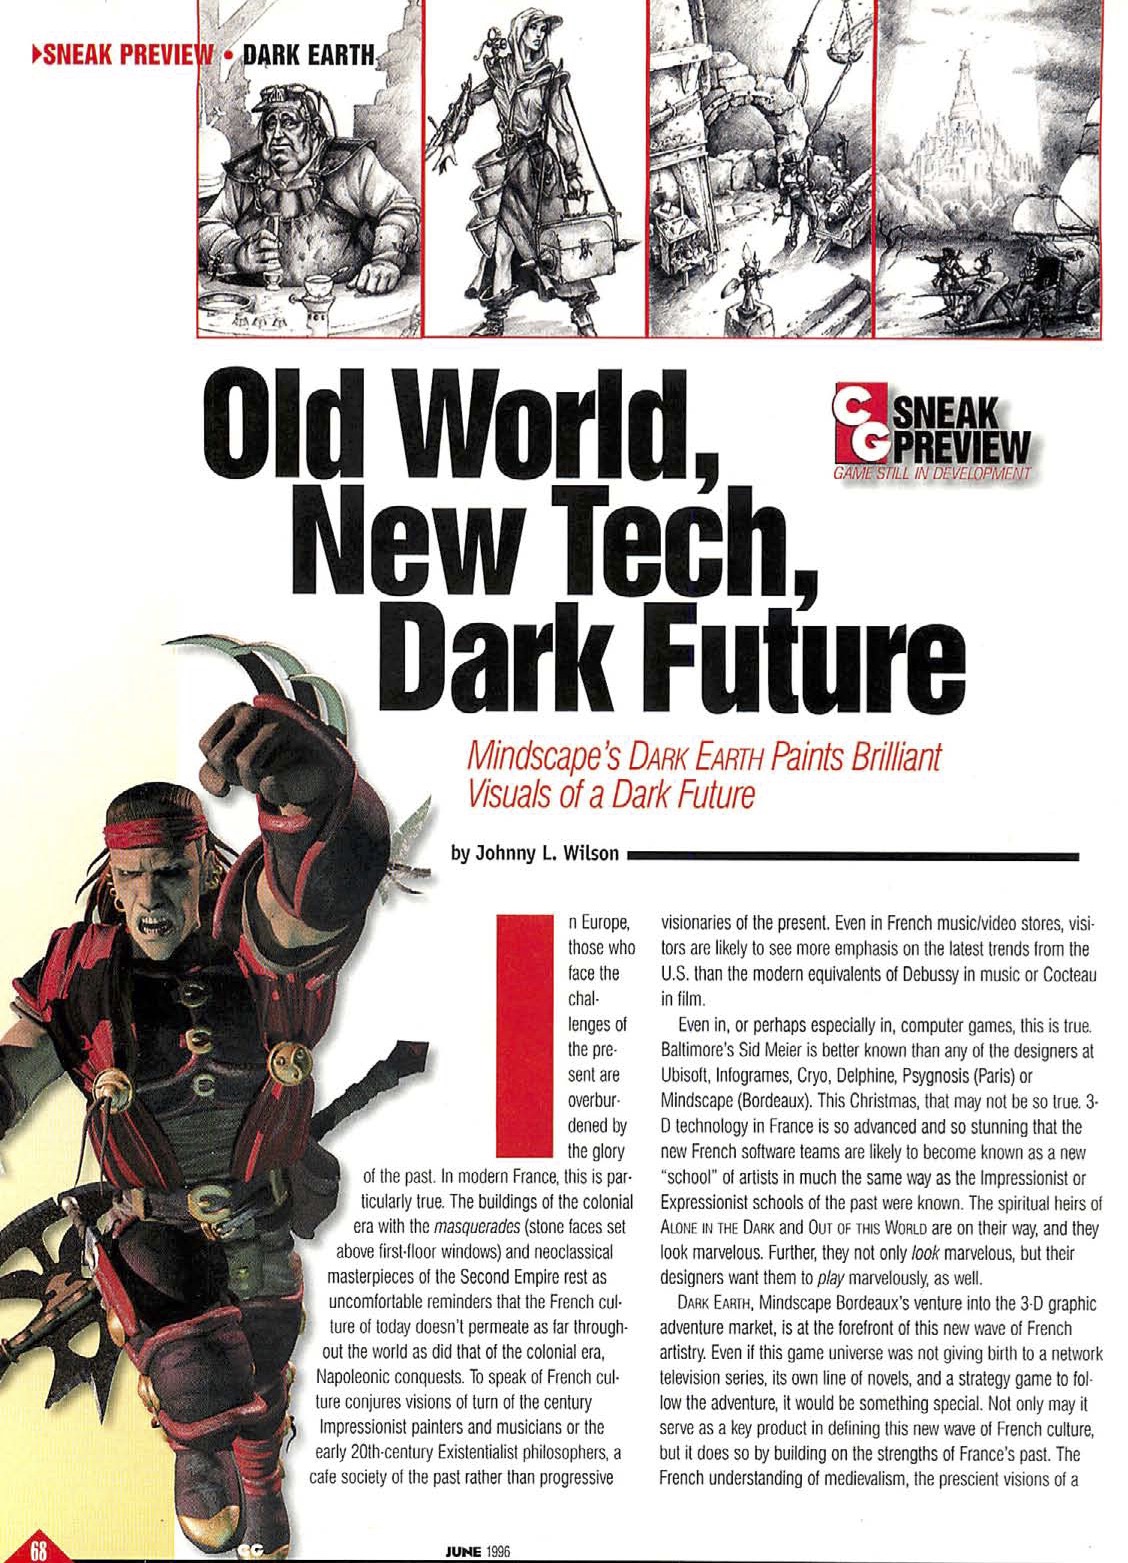 SNEAK PREVIEW • DARK EARTH
Old World,
New Tech,
Dark Future
CG SNEAK
PREVIEW
GAME STILL IN DEVELOPMENT
Mindscape's DARK EARTH Paints Brilliant
Visuals of a Dark Future
by Johnny L. Wilson
In Europe,
those who
face the
chal-
lenges of
the pre-
sent are
overbur-
dened by
the glory
of the past. In modern France, this is par-
ticularly true. The buildings of the colonial
era with the masquerades (stone faces set
above first-floor windows) and neoclassical
masterpieces of the Second Empire rest as
uncomfortable reminders that the French cul-
ture of today doesn't permeate as far through-
out the world as did that of the colonial era,
Napoleonic conquests. To speak of French cul-
ture conjures visions of turn of the century
Impressionist painters and musicians or the
early 20th-century Existentialist philosophers, a
cafe society of the past rather than progressive
visionaries of the present. Even in French music/video stores, visi-
tors are likely to see more emphasis on the latest trends from the
U.S. than the modern equivalents of Debussy in music or Cocteau
in film.
Even in, or perhaps especially in, computer games, this is true.
Baltimore's Sid Meier is better known than any of the designers at
Ubisoft, Infogrames, Cryo, Delphine, Psygnosis (Paris) or
Mindscape (Bordeaux). This Christmas, that may not be so true. 3-
D technology in France is so advanced and so stunning that the
new French software teams are likely to become known as a new
"school" of artists in much the same way as the Impressionist or
Expressionist schools of the past were known. The spiritual heirs of
ALONE IN THE DARK and OUT OF THIS WORLD are on their way, and they
look marvelous. Further, they not only look marvelous, but their
designers want them to play marvelously, as well.
DARK EARTH, Mindscape Bordeaux's venture into the 3-D graphic
adventure market, is at the forefront of this new wave of French
artistry. Even if this game universe was not giving birth to a network
television series, its own line of novels, and a strategy game to fol-
low the adventure, it would be something special. Not only may it
serve as a key product in defining this new wave of French culture,
but it does so by building on the strengths of France's past. The
French understanding of medievalism, the prescient visions of a
68
CG
JUNE 1996